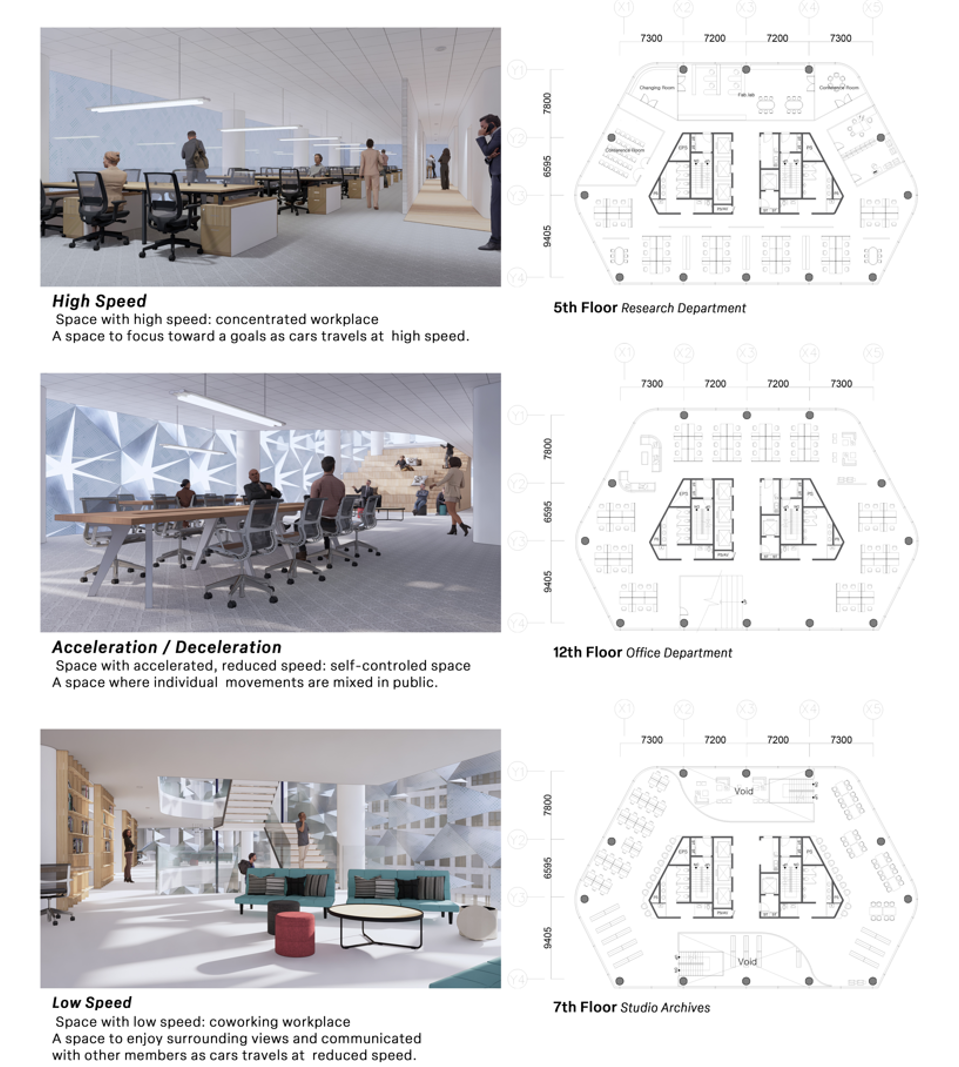 X1 X2 X3 X4 X5
7300 7200 7200 7300
Y1
7800
Y2
6595
Y3
9405
Y4
Changing Room
Fab lab
Conference Room
Conference Room
EPS
PS
High Speed
Space with high speed: concentrated workplace
A space to focus toward a goals as cars travels at high speed.
5th Floor Research Department
X1 X2 X3 X4 X5
7300 7200 7200 7300
Y1
7800
Y2
6595
Y3
9405
Y4
EPS
PS
Acceleration / Deceleration
Space with accelerated, reduced speed: self-controled space
A space where individual movements are mixed in public.
12th Floor Office Department
X1 X2 X3 X4 X5
7300 7200 7200 7300
Y1
7800
Y2
6595
Y3
9405
Y4
Void
EPS
PS
Void
Low Speed
Space with low speed: coworking workplace
A space to enjoy surrounding views and communicated
with other members as cars travels at reduced speed.
7th Floor Studio Archives